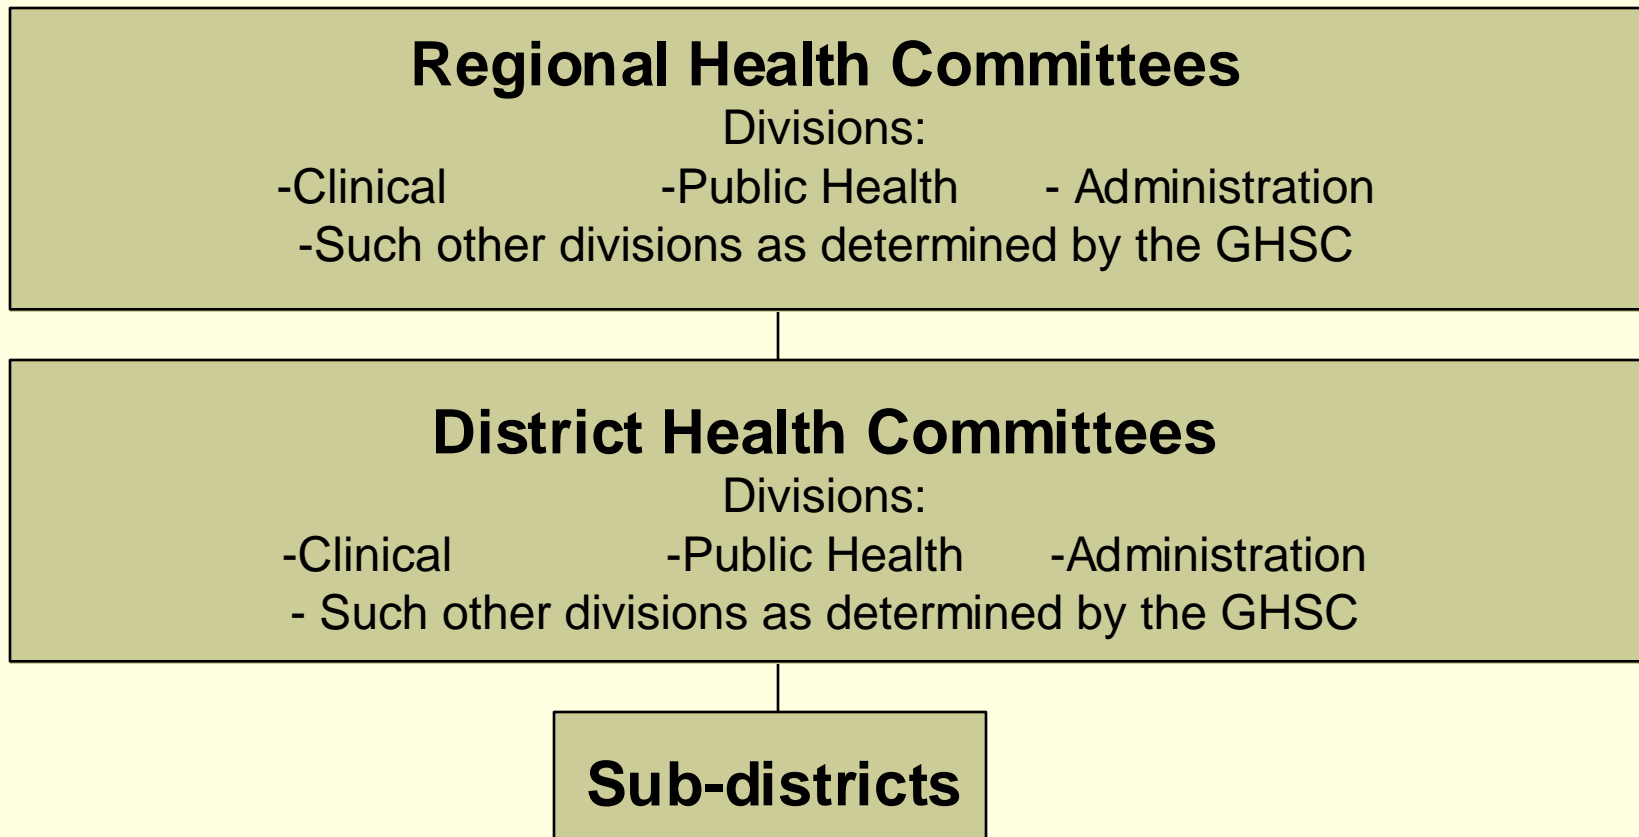 Regional Health Committees
Divisions:
-Clinical -Public Health - Administration
-Such other divisions as determined by the GHSC
District Health Committees
Divisions:
-Clinical -Public Health -Administration
- Such other divisions as determined by the GHSC
Sub-districts